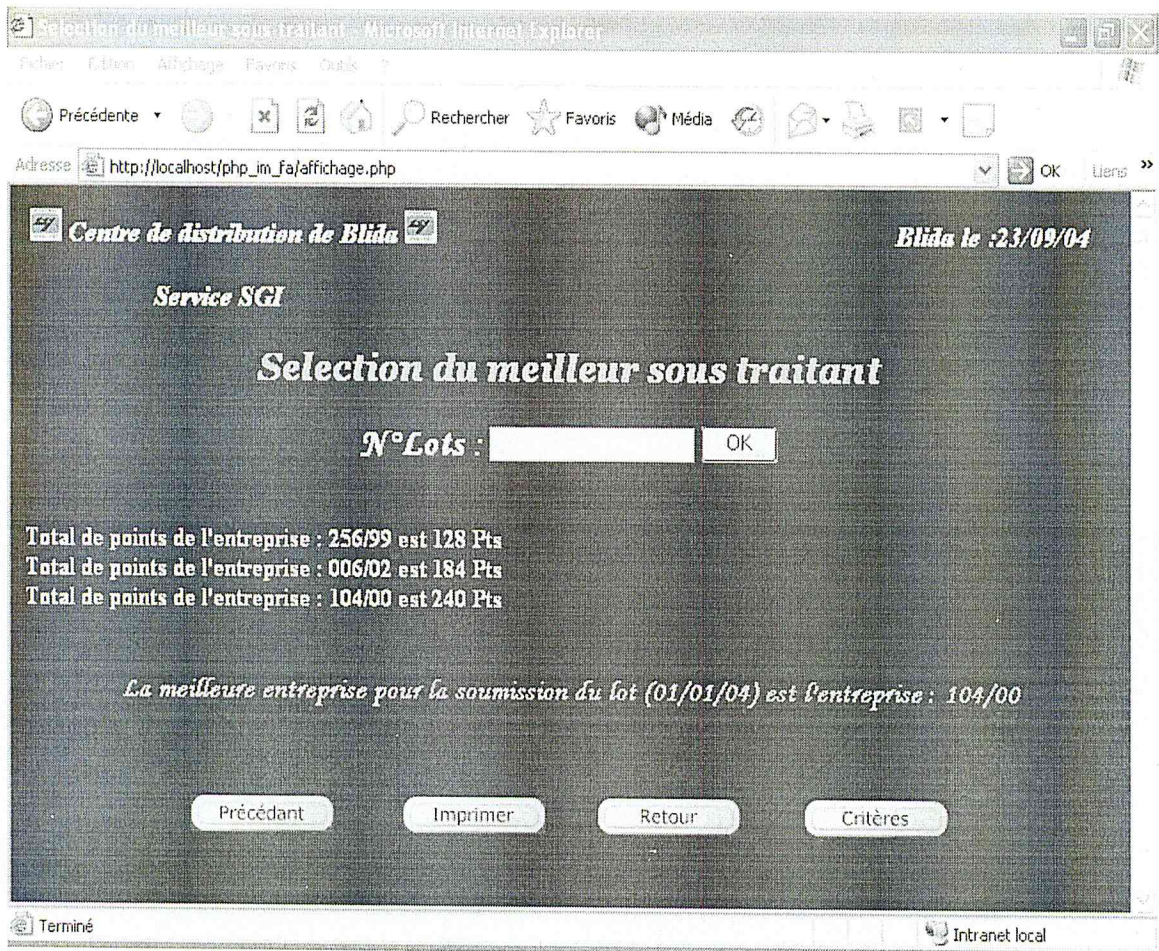 Selection du meilleur sous traitant - Microsoft Internet Explorer
Fichier Edition Affichage Favoris Outils ?
Précédente Rechercher Favoris Média
Adresse http://localhost/php_im_fa/affichage.php OK Liens »
Centre de distribution de Blida Blida le :23/09/04
Service SGI
Selection du meilleur sous traitant
N°Lots : OK
Total de points de l'entreprise : 256/99 est 128 Pts
Total de points de l'entreprise : 006/02 est 184 Pts
Total de points de l'entreprise : 104/00 est 240 Pts
La meilleure entreprise pour la soumission du lot (01/01/04) est l'entreprise : 104/00
Précédant Imprimer Retour Critères
Terminé Intranet local